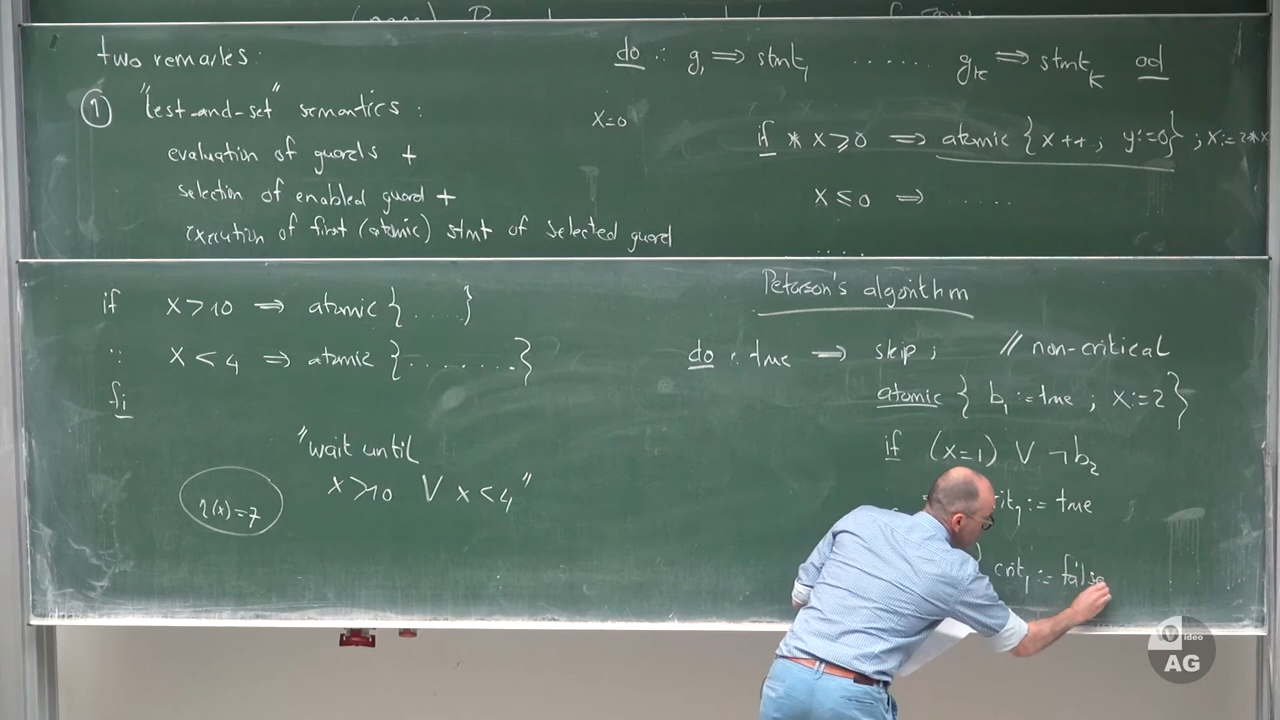 two remarks:
① "test-and-set" semantics :
evaluation of guards +
selection of enabled guard +
execution of first (atomic) stmt of selected guard
do :: g₁ ⟹ stmt₁ ...... gₖ ⟹ stmtₖ od
x=0
if * x ⩾ 0 ⟹ atomic { x++ ; y:=0 } ; x:=2*x
x ⩽ 0 ⟹ .....
....
if x > 10 ⟹ atomic { ..... }
:: x < 4 ⟹ atomic { ....... }
fi
"wait until
x>10 ∨ x<4"
η(x)=7
Peterson's algorithm
do : true ⟹ skip ; // non-critical
atomic { b₁ := true ; x:=2 }
if (x=1) ∨ ¬b₂
:= true
crit₁ := false
Video
AG